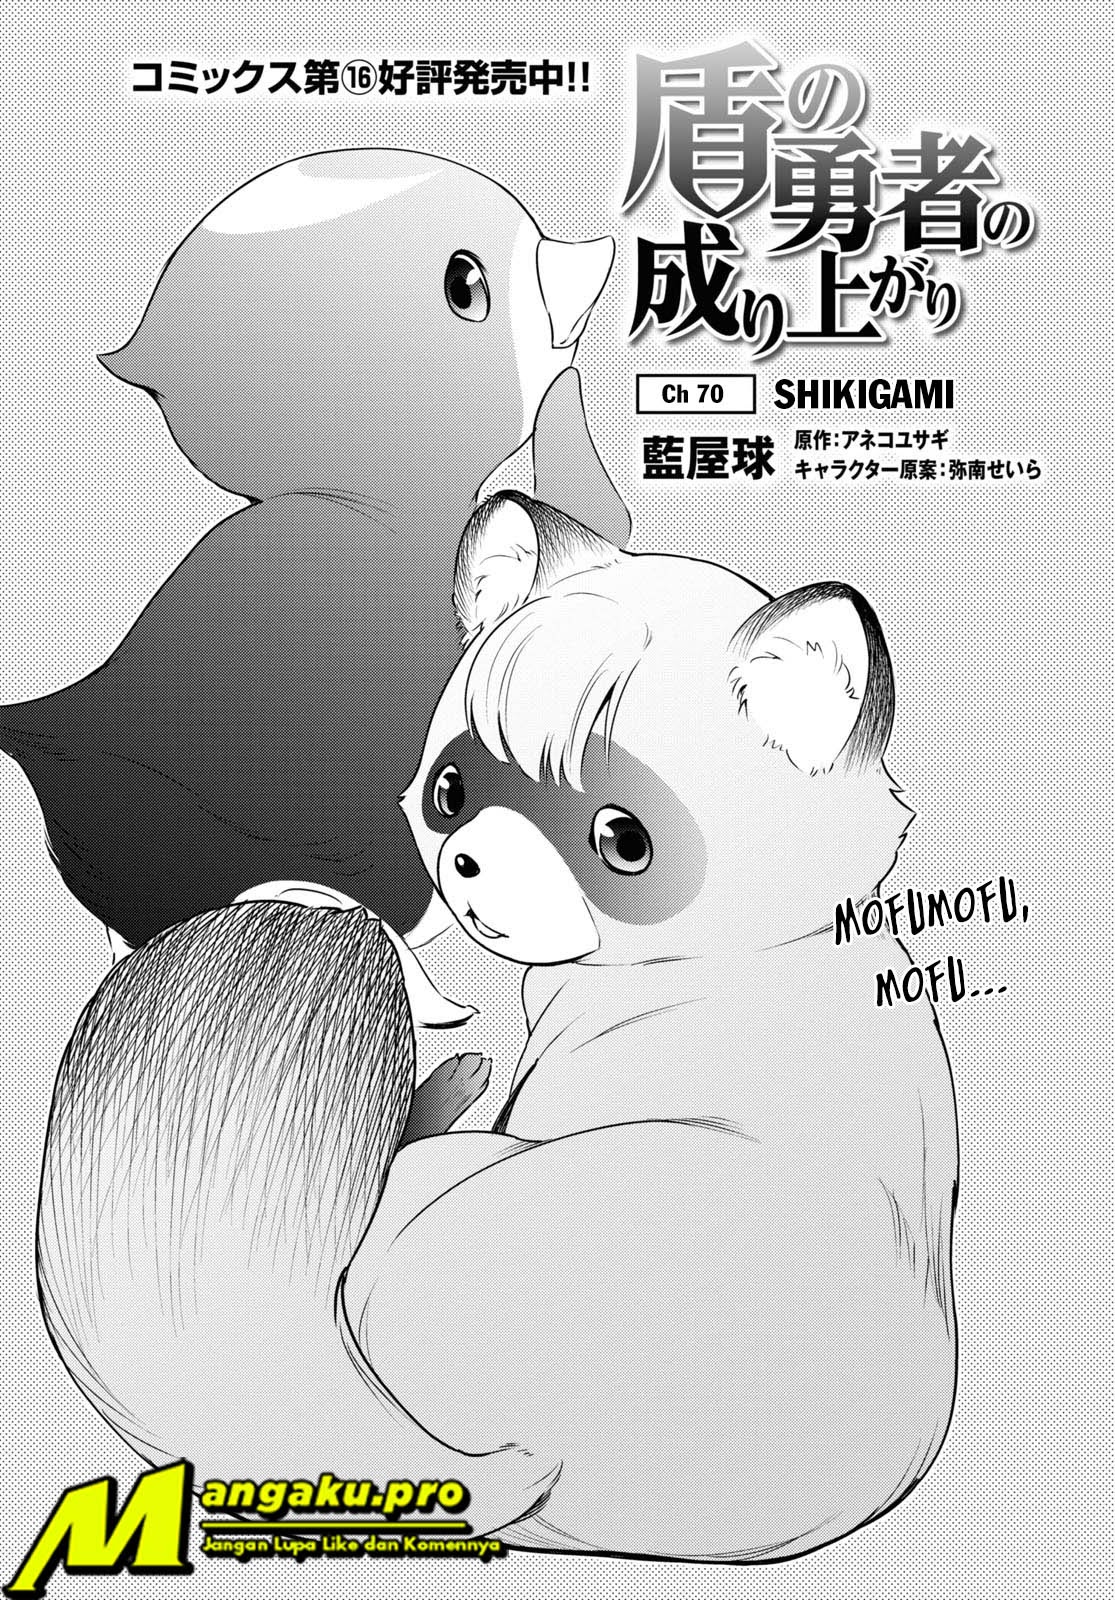 コミックス第⑯好評発売中!!
盾の勇者の
成り上がり
Ch 70
SHIKIGAMI
藍屋球
原作:アネコユサギ
キャラクター原案:弥南せいら
MOFUMOFU,
MOFU...
Mangaku.pro
Jangan Lupa Like dan Komennya